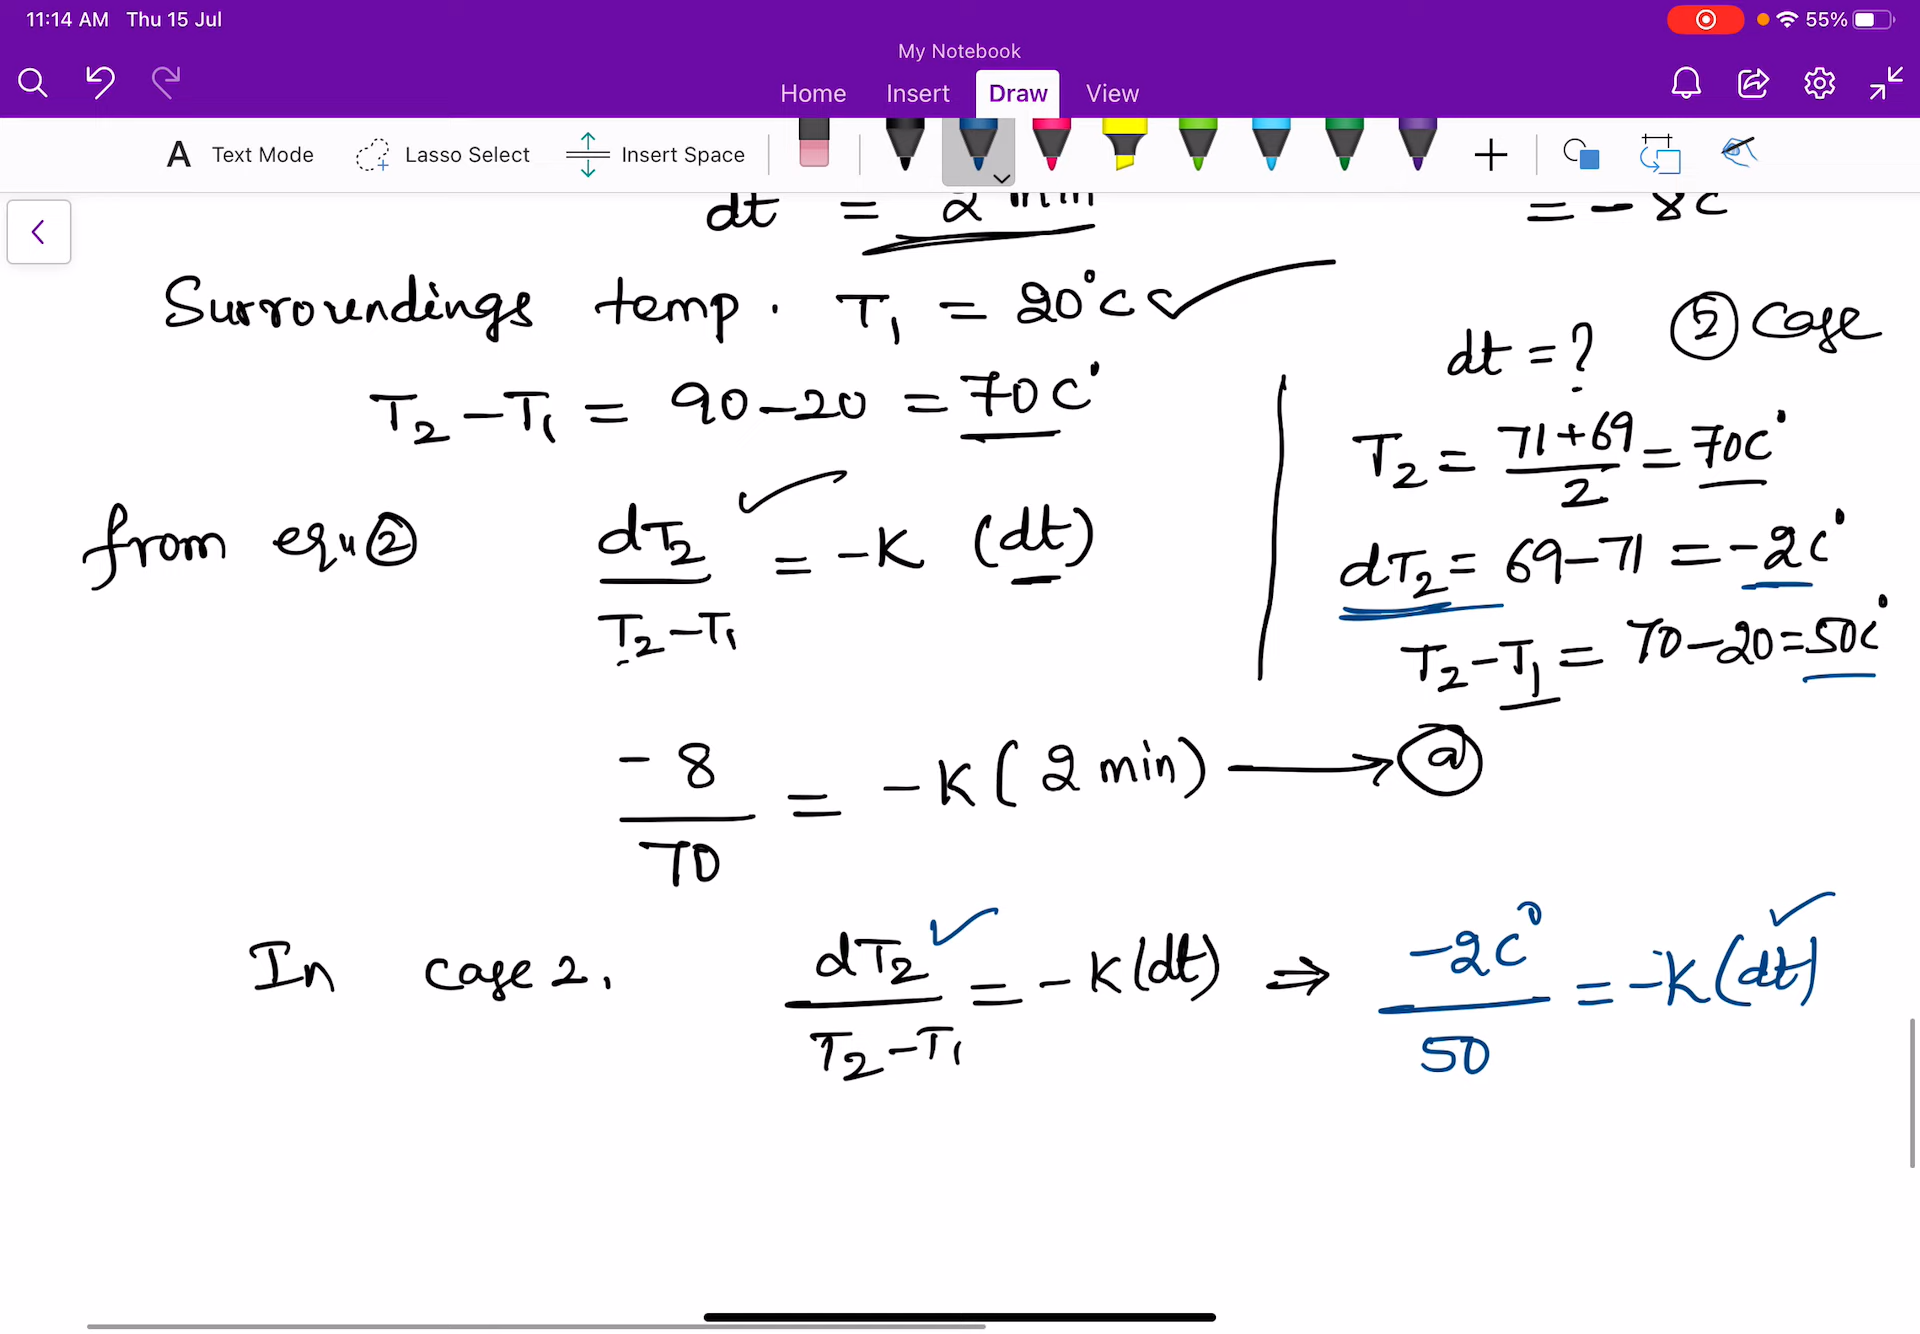 11:14 AM Thu 15 Jul 55%
My Notebook
Home Insert Draw View
A Text Mode Lasso Select Insert Space
dt = 2 min
= - 8c
Surroundings temp. T₁ = 20°C
② Case
dt = ?
T₂ - T₁ = 90 - 20 = 70C°
T₂ = 71+69/2 = 70C°
from equ② dT₂/T₂-T₁ = -K (dt)
dT₂ = 69-71 = -2C°
T₂-T₁ = 70-20 = 50C°
-8/70 = -K (2 min) → ⓐ
In case 2, dT₂/T₂-T₁ = -K(dt) ⇒ -2C°/50 = -K(dt)